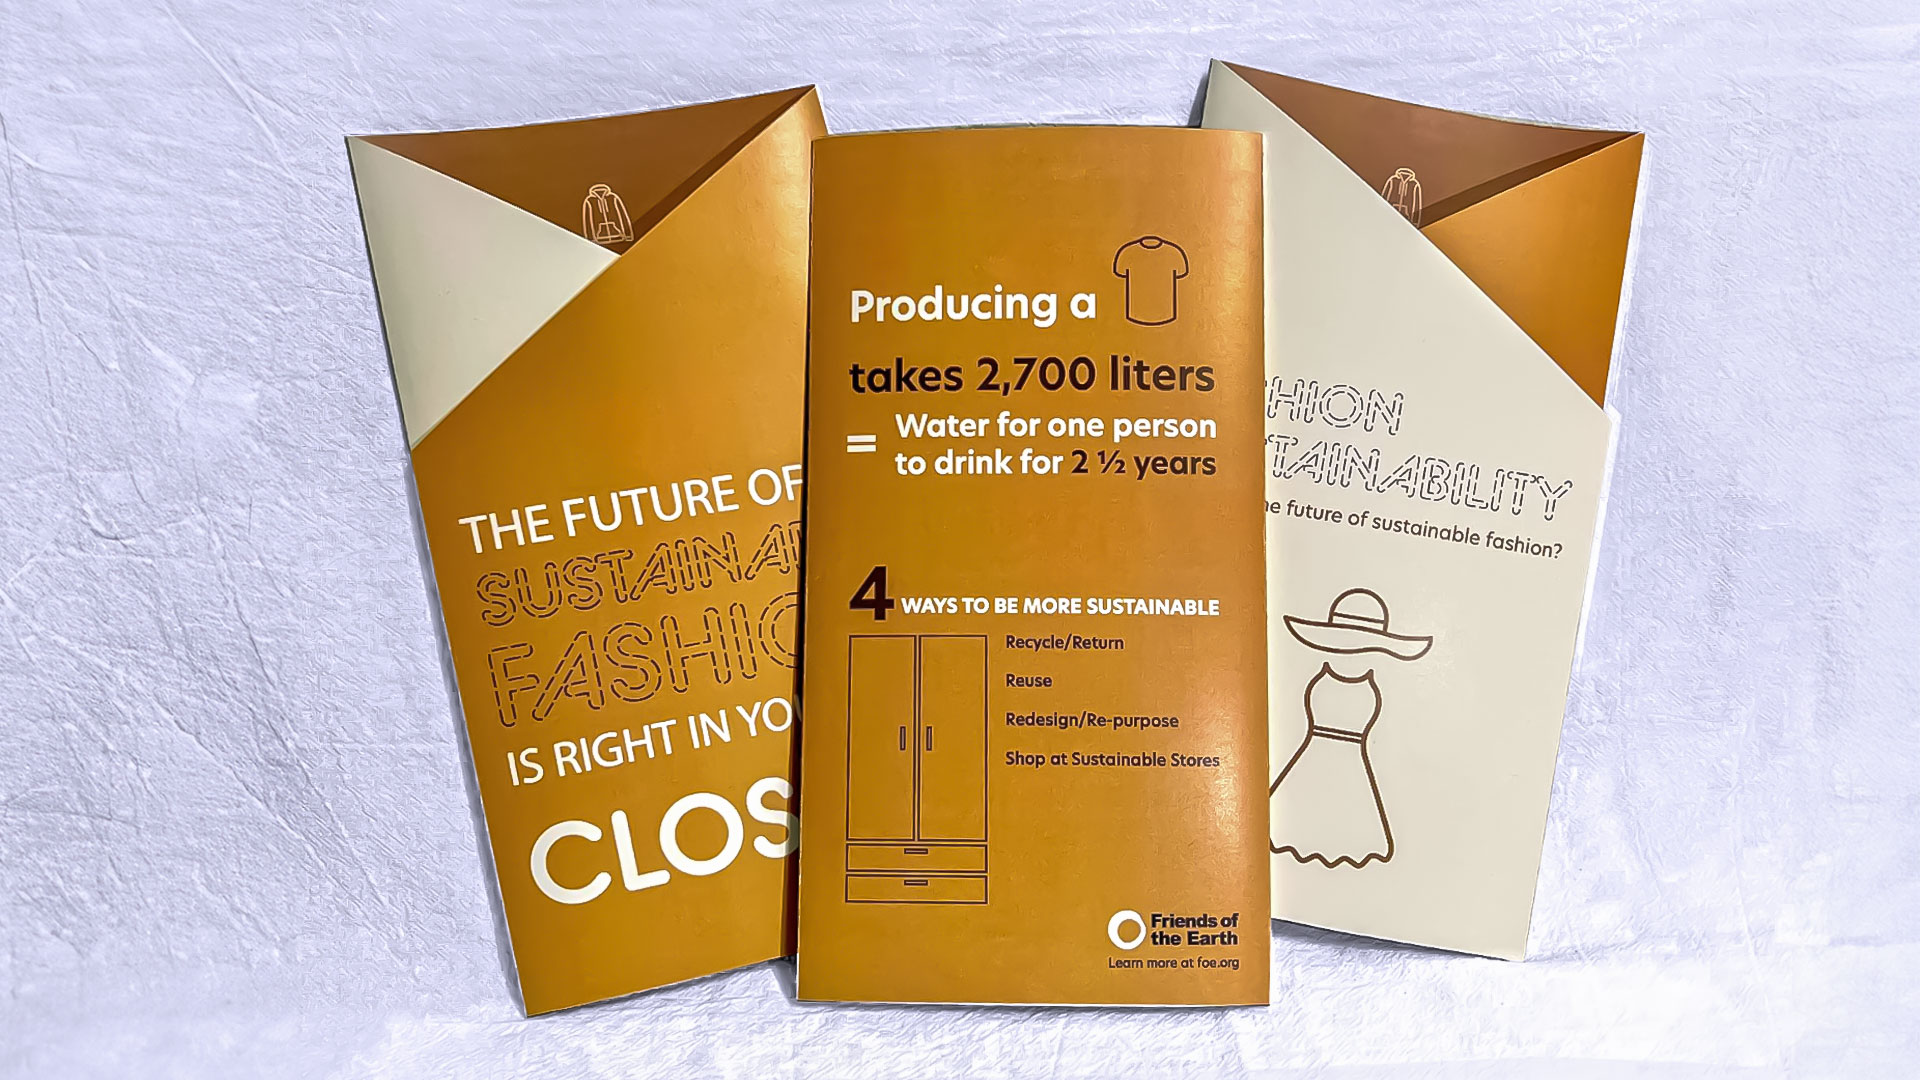 THE FUTURE OF
FASHIO
IS RIGHT IN
CLOS
Producing a
takes 2,700 liters
= Water for one person
to drink for 2 ½ years
4 WAYS TO BE MORE SUSTAINABLE
Recycle/Return
Reuse
Redesign/Re-purpose
Shop at Sustainable Stores
Friends of
the Earth
Learn more at foe.org
HION
TAINABILITY
he future of sustainable fashion?